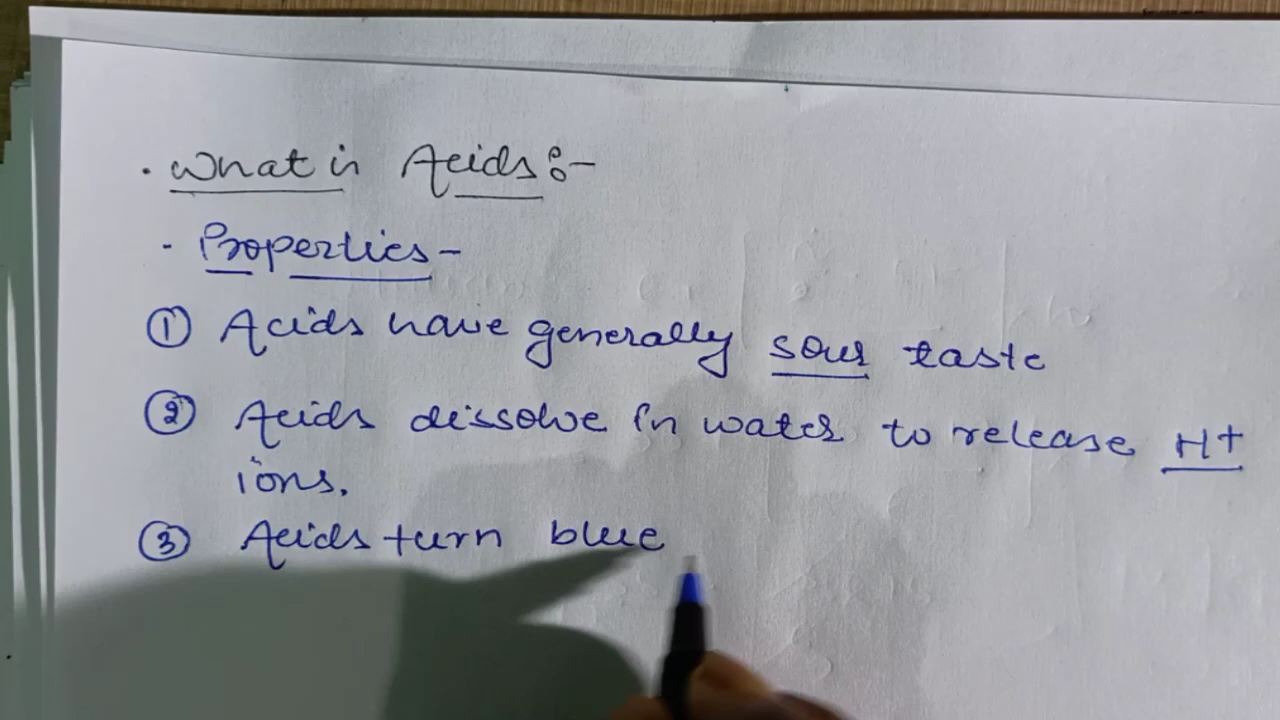 . What is Acids:-
- Properties-
① Acids have generally sour taste
② Acids dissolve in water to release H+
ions.
③ Acids turn blue